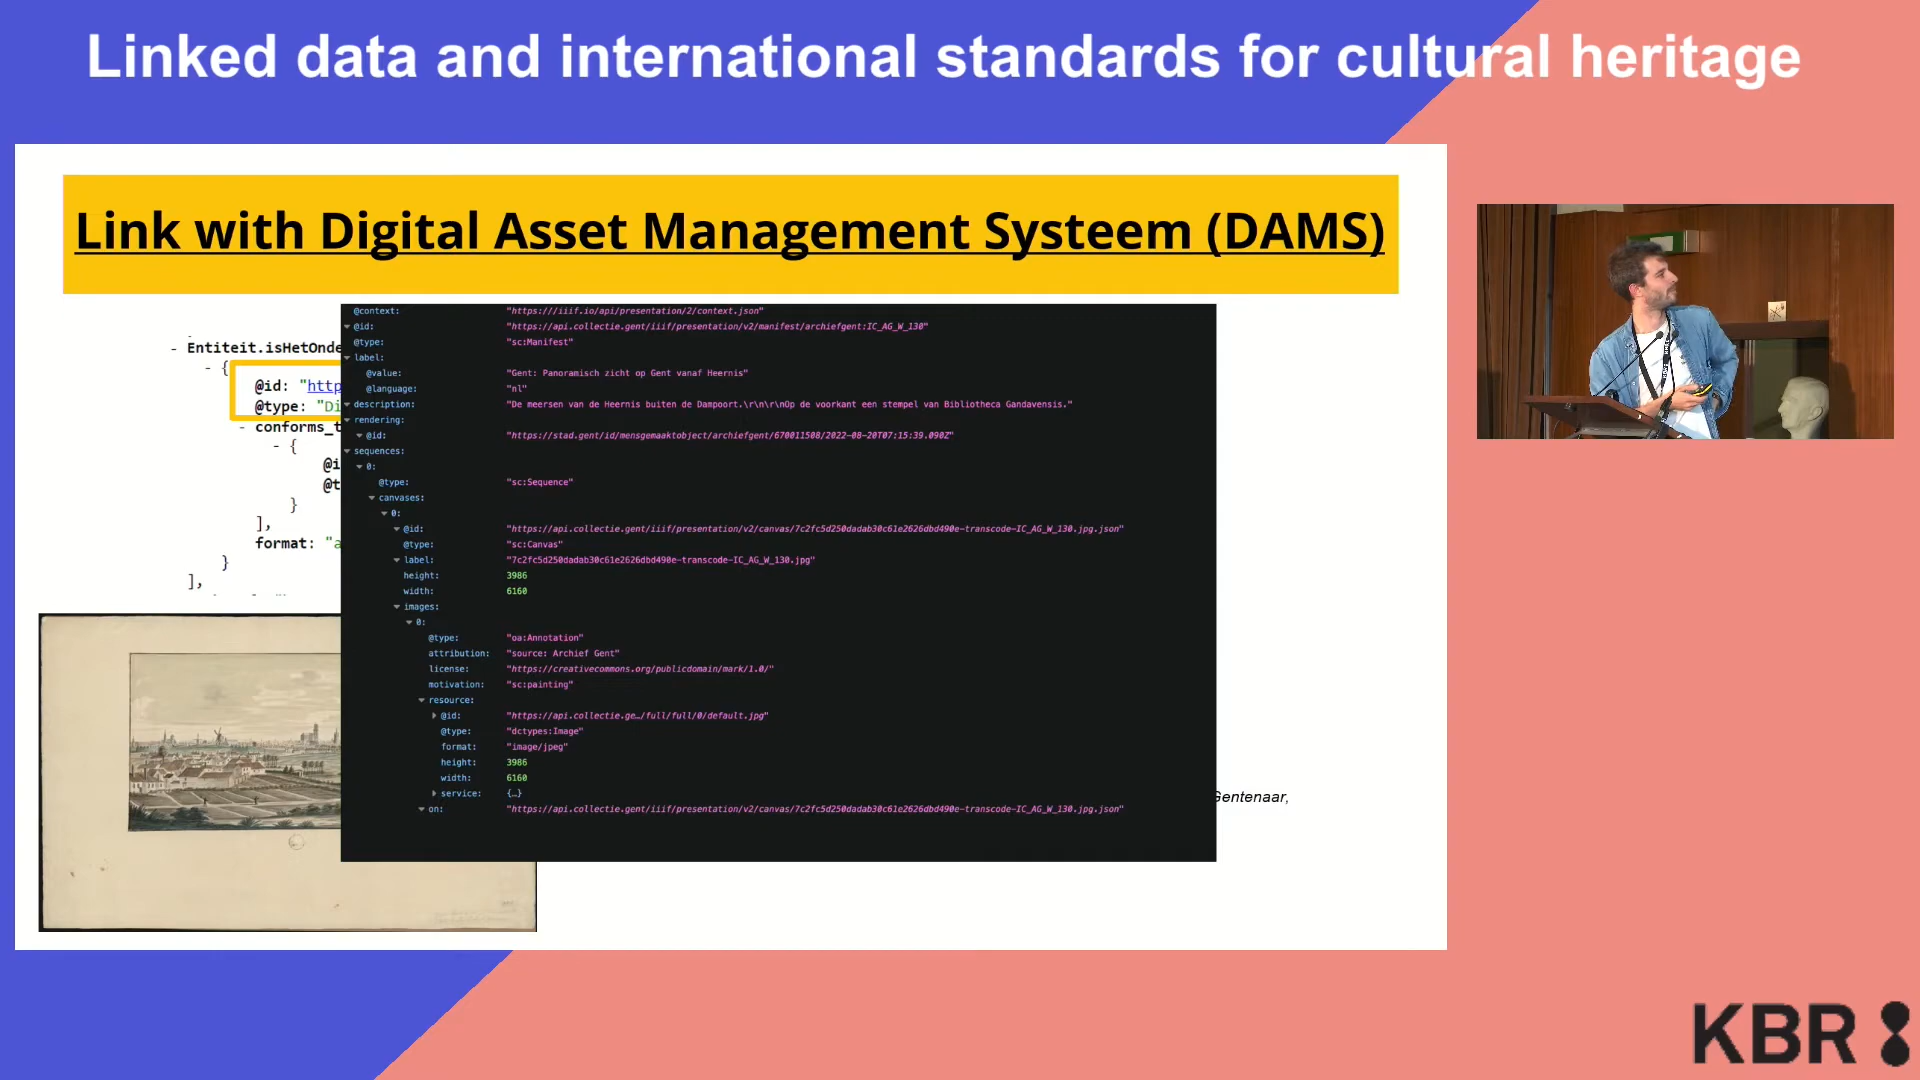 Linked data and international standards for cultural heritage
Link with Digital Asset Management Systeem (DAMS)
- Entiteit.isHetOnde
- {
@id: "http
@type: "Di
- conforms_t
- {
@i
@t
}
],
format: "a
}
],
@context: "https:///iiif.io/api/presentation/2/context.json"
@id: "https://api.collectie.gent/iiif/presentation/v2/manifest/archiefgent:IC_AG_W_130"
@type: "sc:Manifest"
label:
@value: "Gent: Panoramisch zicht op Gent vanaf Heernis"
@language: "nl"
description: "De meersen van de Heernis buiten de Dampoort.\r\n\r\nOp de voorkant een stempel van Bibliotheca Gandavensis."
rendering:
@id: "https://stad.gent/id/mensgemaaktobject/archiefgent/670011508/2022-08-20T07:15:39.090Z"
sequences:
0:
@type: "sc:Sequence"
canvases:
0:
@id: "https://api.collectie.gent/iiif/presentation/v2/canvas/7c2fc5d250dadab30c61e2626dbd490e-transcode-IC_AG_W_130.jpg.json"
@type: "sc:Canvas"
label: "7c2fc5d250dadab30c61e2626dbd490e-transcode-IC_AG_W_130.jpg"
height: 3986
width: 6160
images:
0:
@type: "oa:Annotation"
attribution: "source: Archief Gent"
license: "https://creativecommons.org/publicdomain/mark/1.0/"
motivation: "sc:painting"
resource:
@id: "https://api.collectie.ge…/full/full/0/default.jpg"
@type: "dctypes:Image"
format: "image/jpeg"
height: 3986
width: 6160
service: {…}
on: "https://api.collectie.gent/iiif/presentation/v2/canvas/7c2fc5d250dadab30c61e2626dbd490e-transcode-IC_AG_W_130.jpg.json"
Gentenaar,
KBR